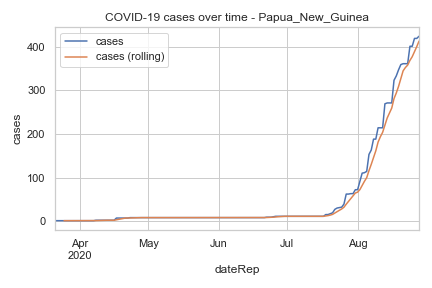 COVID-19 cases over time - Papua_New_Guinea
cases
cases (rolling)
400
300
200
100
0
cases
Apr
2020
May
Jun
Jul
Aug
dateRep